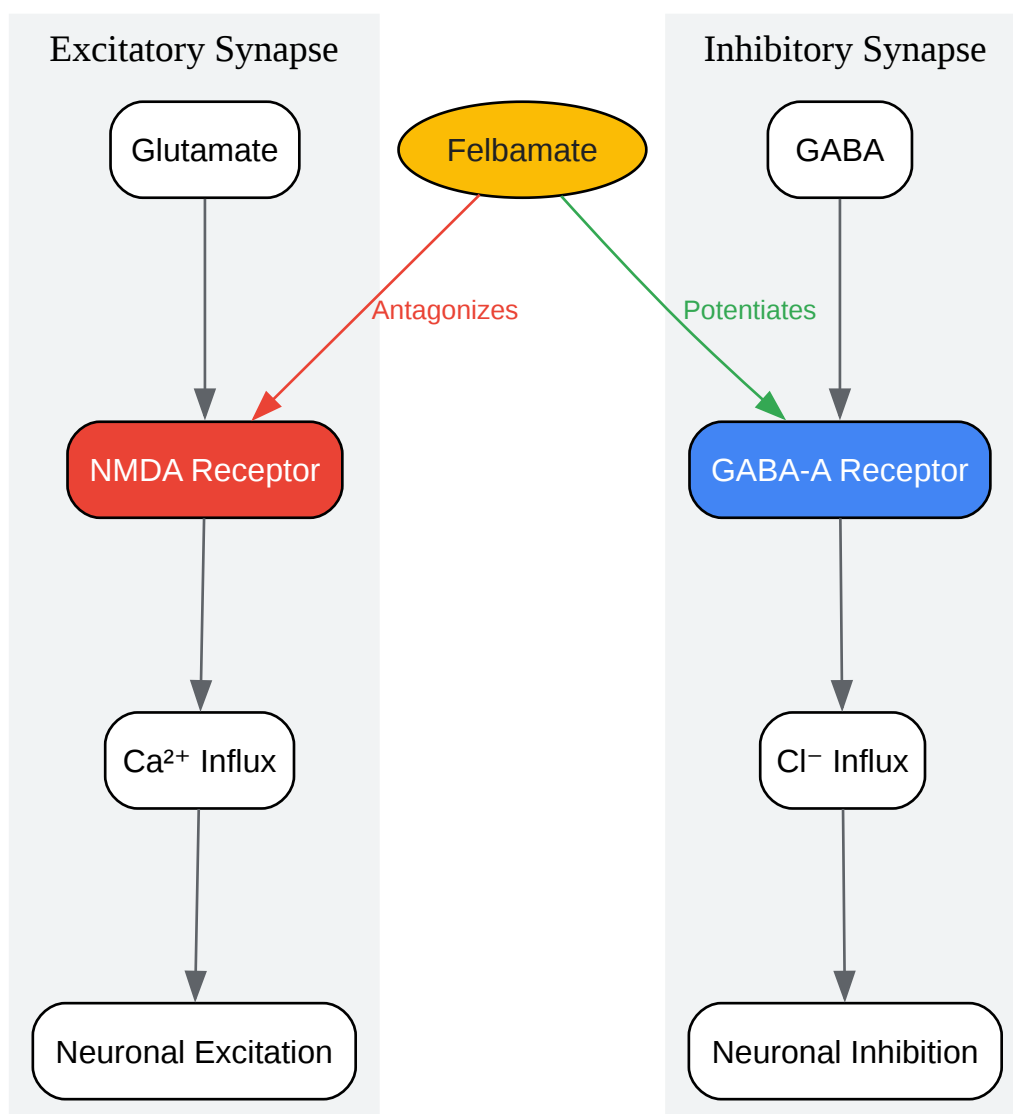 Excitatory Synapse
Inhibitory Synapse
Glutamate
Felbamate
GABA
Antagonizes
Potentiates
NMDA Receptor
GABA-A Receptor
Ca²⁺ Influx
Cl⁻ Influx
Neuronal Excitation
Neuronal Inhibition